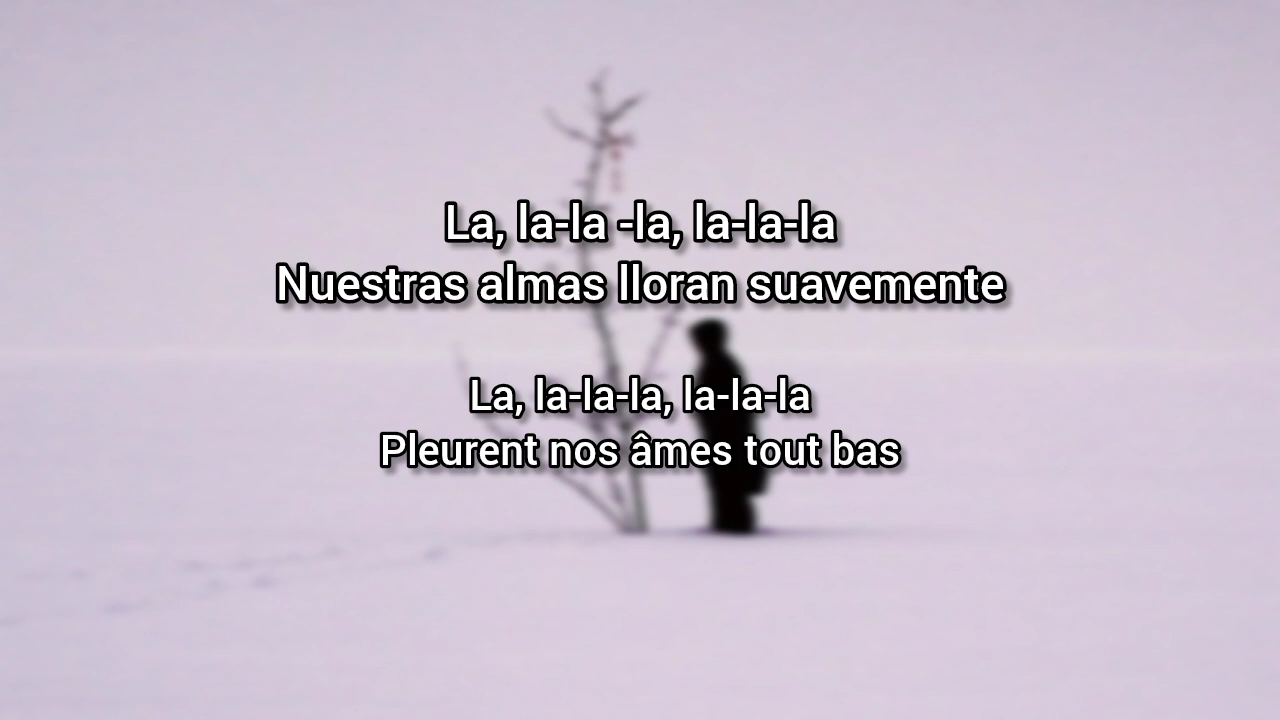 La, la-la -la, la-la-la
Nuestras almas lloran suavemente
La, la-la-la, la-la-la
Pleurent nos âmes tout bas